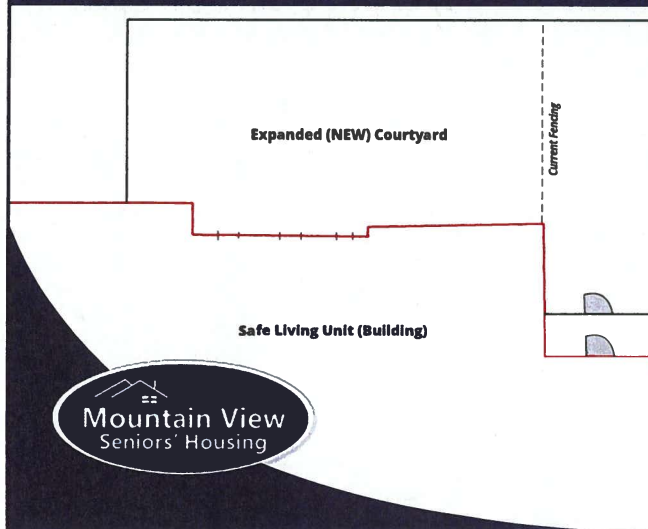 Expanded (NEW) Courtyard
Current Fencing
Safe Living Unit (Building)
Mountain View
Seniors' Housing